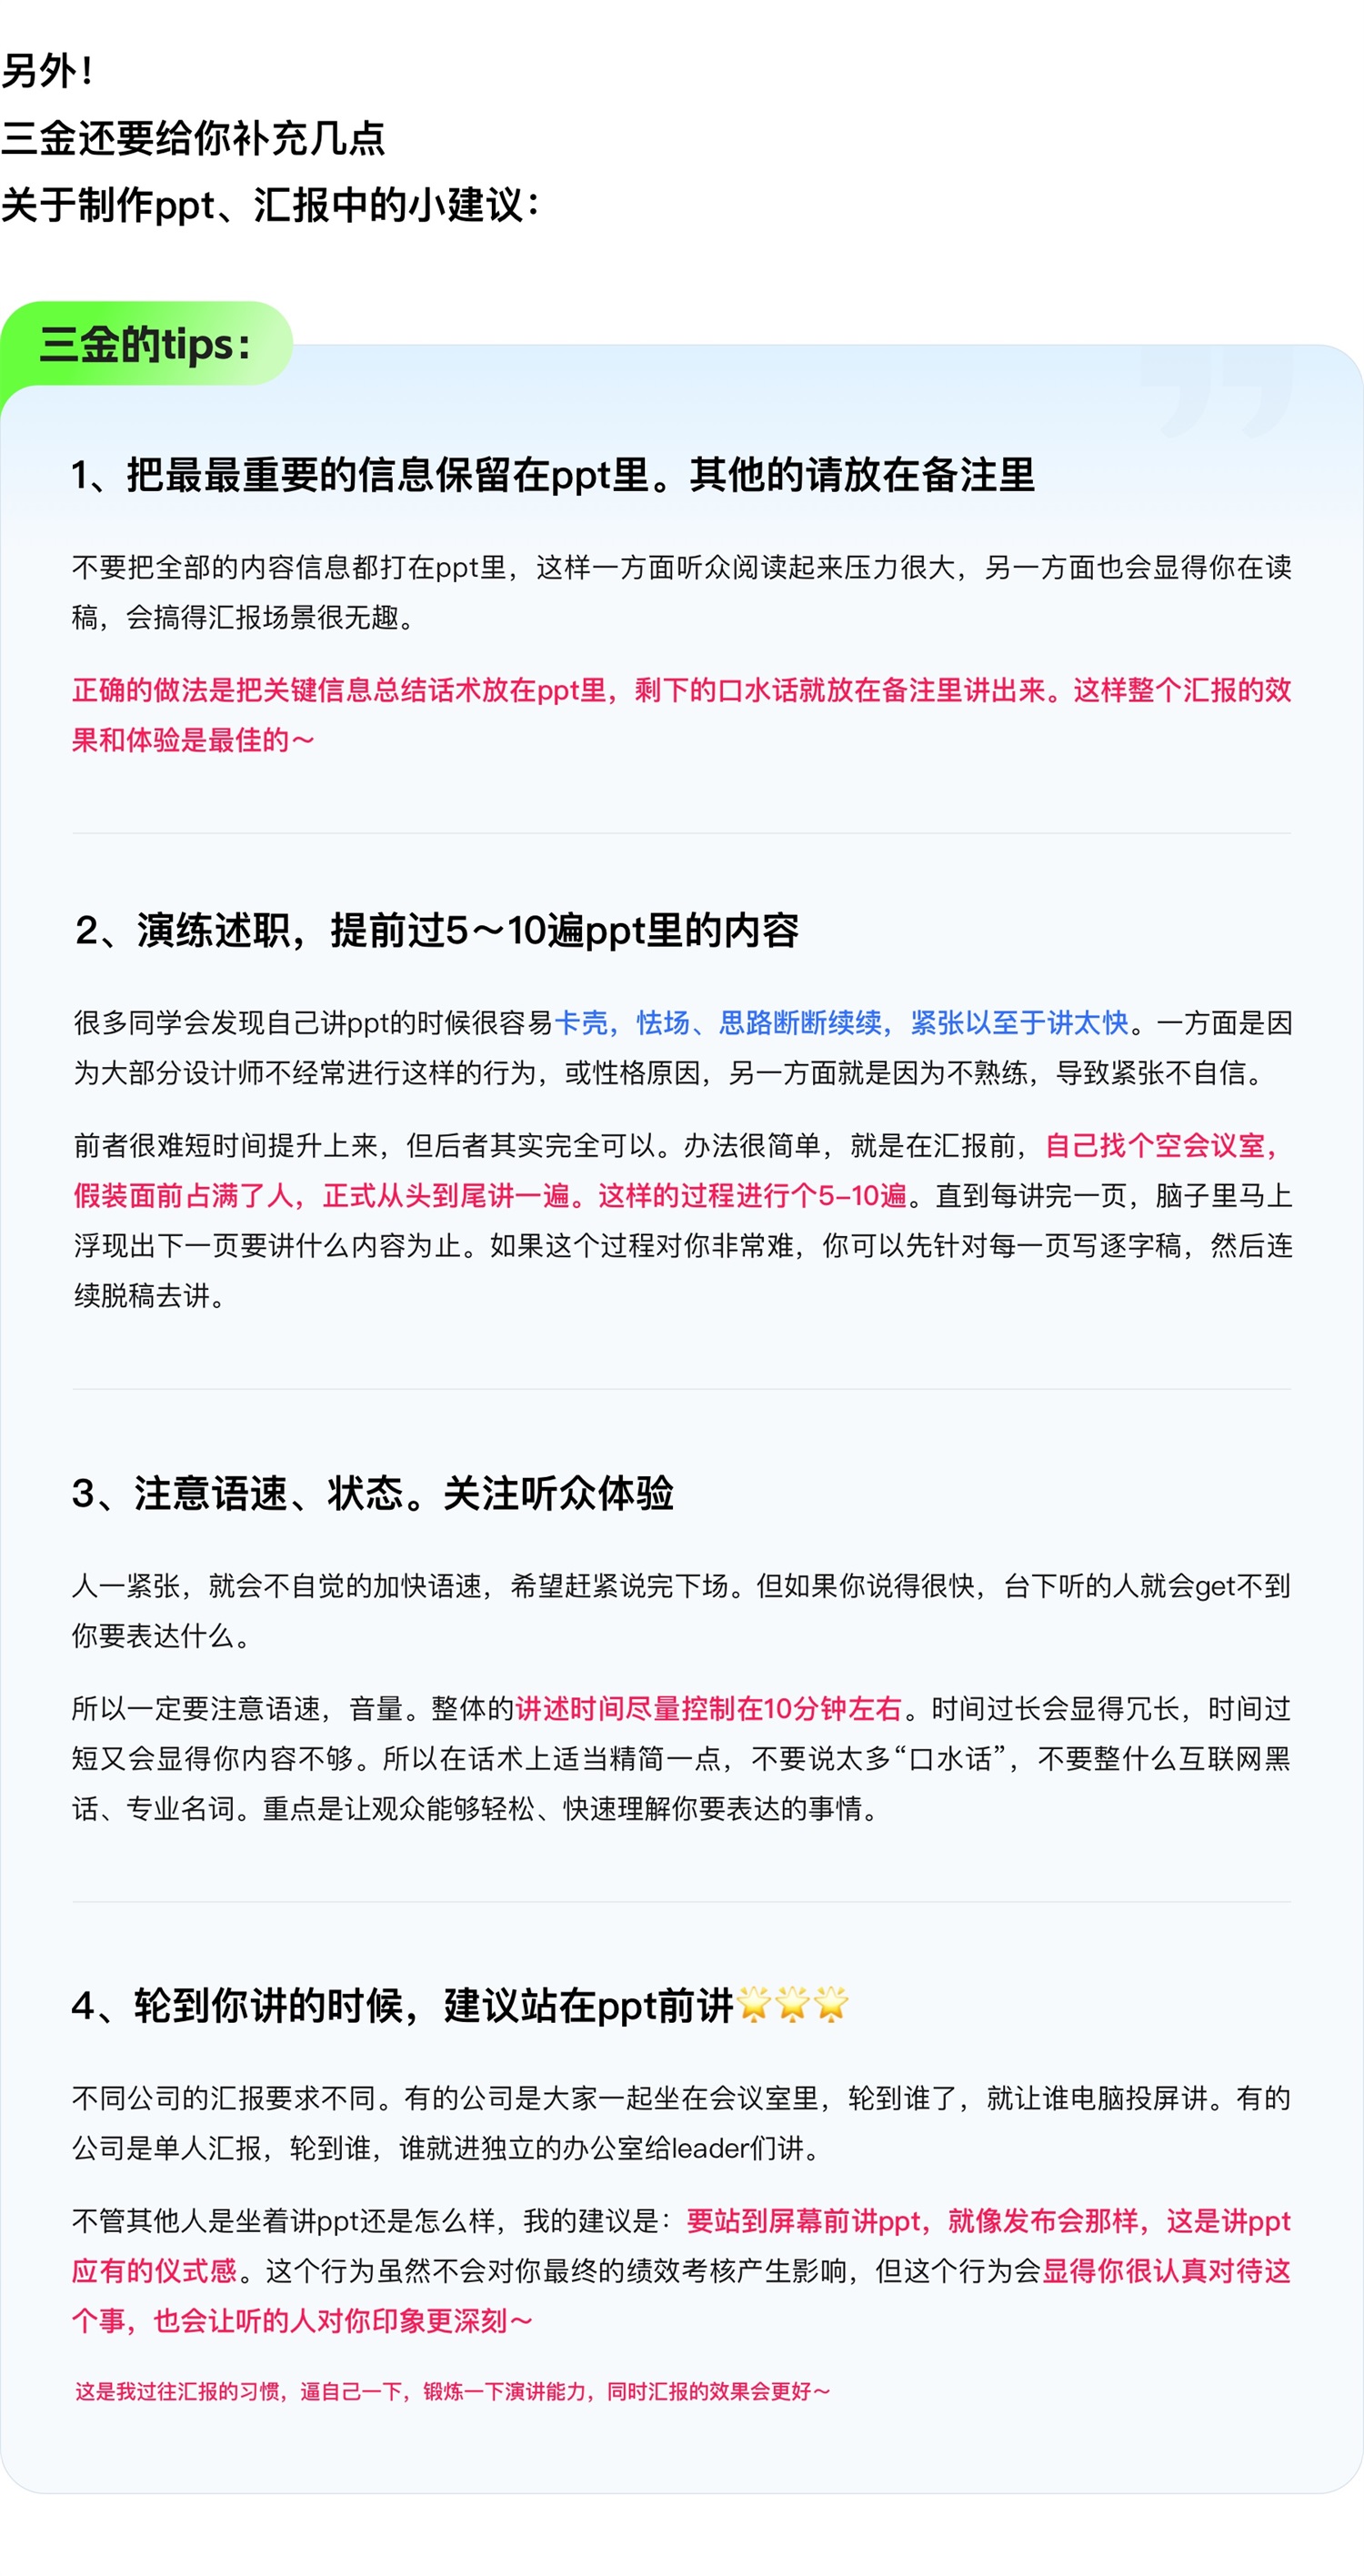 另外！
三金还要给你补充几点
关于制作ppt、汇报中的小建议：
三金的tips：
1、把最最重要的信息保留在ppt里。其他的请放在备注里
不要把全部的内容信息都打在ppt里，这样一方面听众阅读起来压力很大，另一方面也会显得你在读
稿，会搞得汇报场景很无趣。
正确的做法是把关键信息总结话术放在ppt里，剩下的口水话就放在备注里讲出来。这样整个汇报的效
果和体验是最佳的～
2、演练述职，提前过5～10遍ppt里的内容
很多同学会发现自己讲ppt的时候很容易卡壳，怯场、思路断断续续，紧张以至于讲太快。一方面是因
为大部分设计师不经常进行这样的行为，或性格原因，另一方面就是因为不熟练，导致紧张不自信。
前者很难短时间提升上来，但后者其实完全可以。办法很简单，就是在汇报前，自己找个空会议室，
假装面前占满了人，正式从头到尾讲一遍。这样的过程进行个5-10遍。直到每讲完一页，脑子里马上
浮现出下一页要讲什么内容为止。如果这个过程对你非常难，你可以先针对每一页写逐字稿，然后连
续脱稿去讲。
3、注意语速、状态。关注听众体验
人一紧张，就会不自觉的加快语速，希望赶紧说完下场。但如果你说得很快，台下听的人就会get不到
你要表达什么。
所以一定要注意语速，音量。整体的讲述时间尽量控制在10分钟左右。时间过长会显得冗长，时间过
短又会显得你内容不够。所以在话术上适当精简一点，不要说太多“口水话”，不要整什么互联网黑
话、专业名词。重点是让观众能够轻松、快速理解你要表达的事情。
4、轮到你讲的时候，建议站在ppt前讲🌟🌟🌟
不同公司的汇报要求不同。有的公司是大家一起坐在会议室里，轮到谁了，就让谁电脑投屏讲。有的
公司是单人汇报，轮到谁，谁就进独立的办公室给leader们讲。
不管其他人是坐着讲ppt还是怎么样，我的建议是：要站到屏幕前讲ppt，就像发布会那样，这是讲ppt
应有的仪式感。这个行为虽然不会对你最终的绩效考核产生影响，但这个行为会显得你很认真对待这
个事，也会让听的人对你印象更深刻～
这是我过往汇报的习惯，逼自己一下，锻炼一下演讲能力，同时汇报的效果会更好～